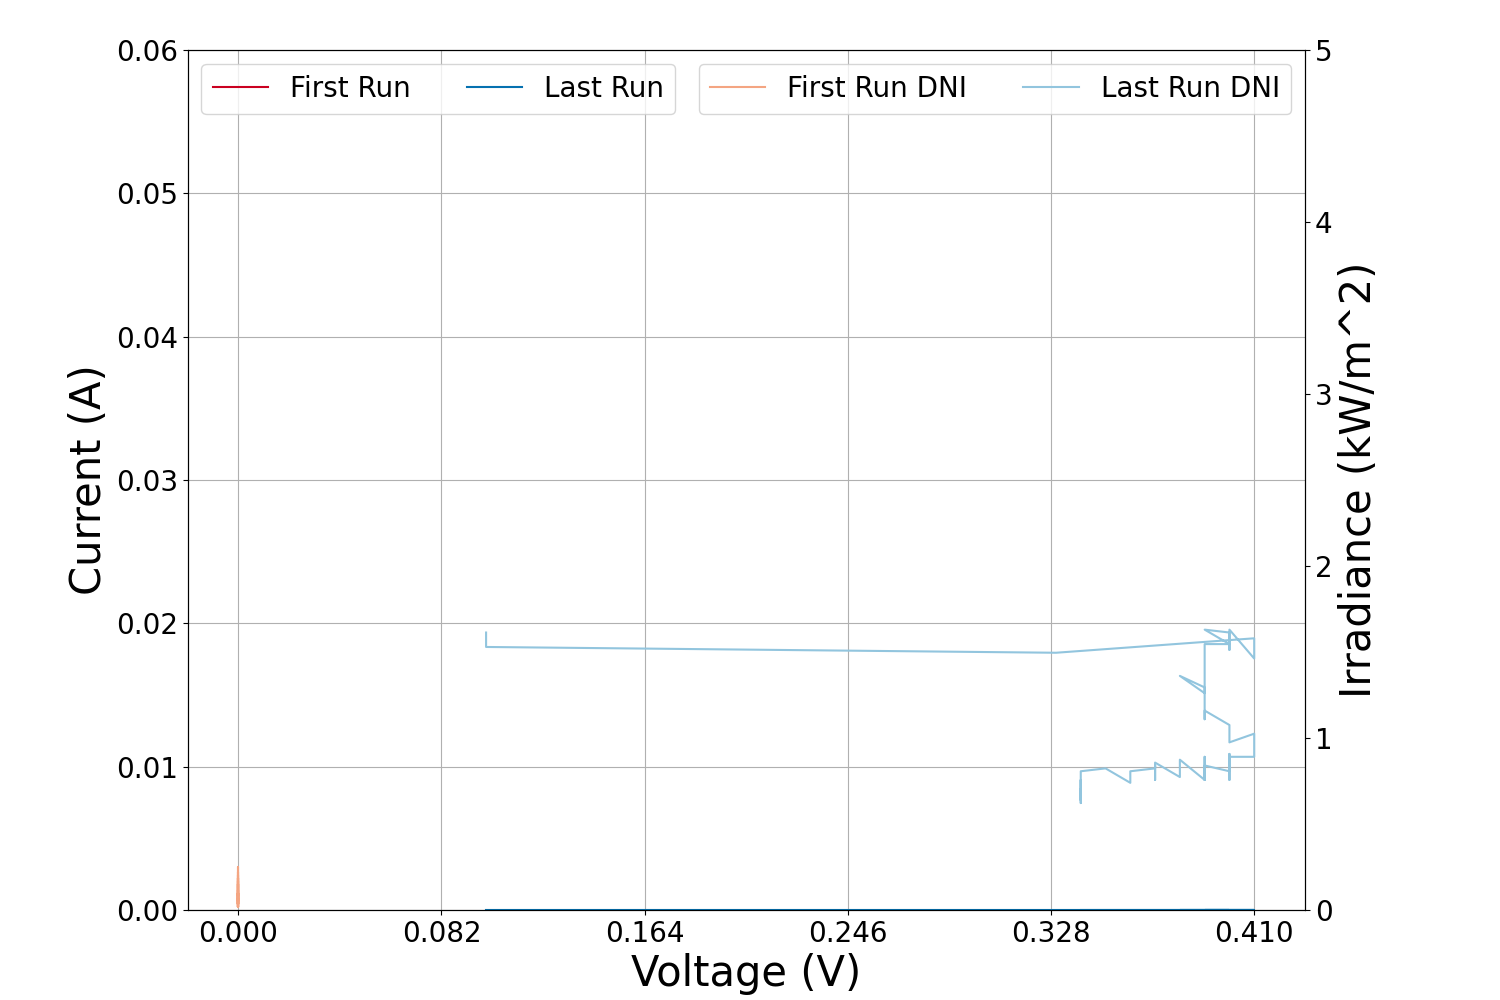 First Run
Last Run
First Run DNI
Last Run DNI
0.06
0.05
0.04
0.03
0.02
0.01
0.00
Current (A)
5
4
3
2
1
0
Irradiance (kW/m^2)
0.000
0.082
0.164
0.246
0.328
0.410
Voltage (V)